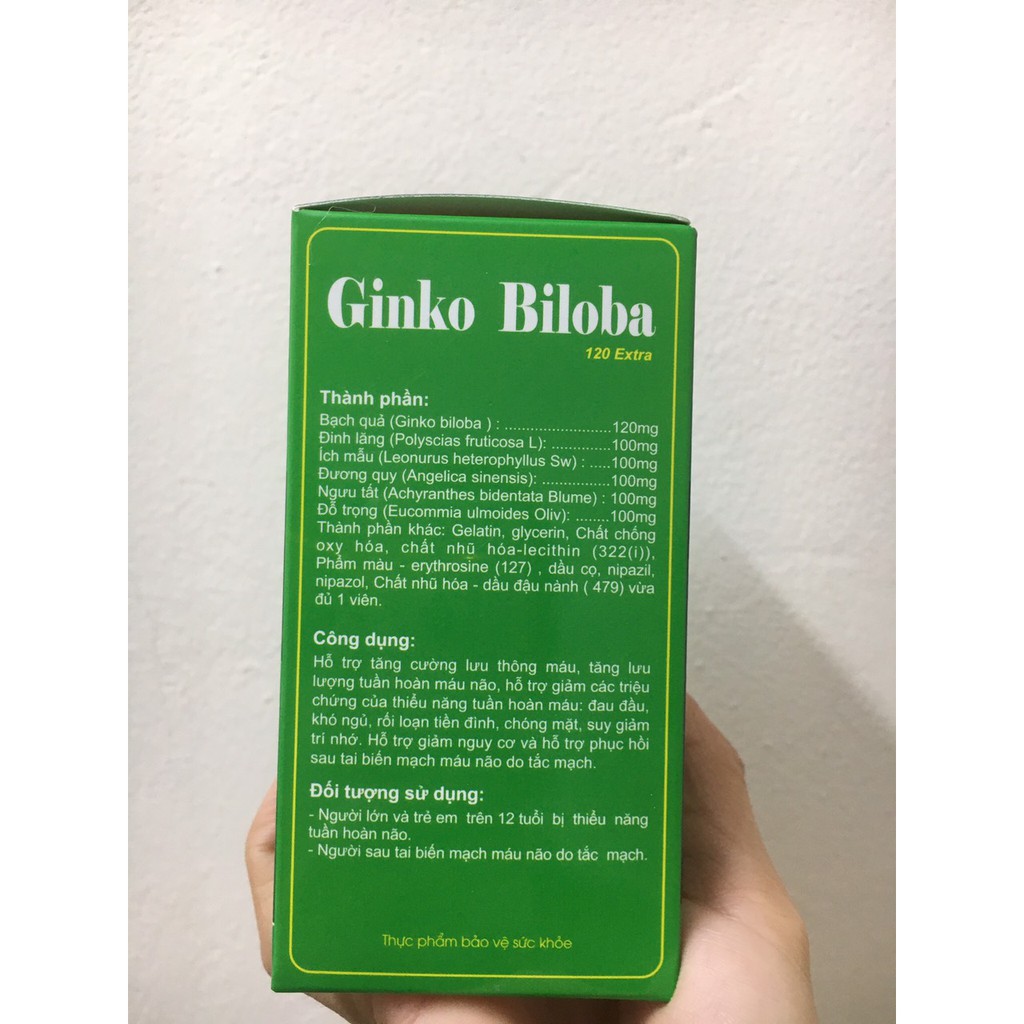 Ginko Biloba
120 Extra
Thành phần:
Bạch quả (Ginko biloba ) : .........................120mg
Đinh lăng (Polyscias fruticosa L): ..............100mg
Ích mẫu (Leonurus heterophyllus Sw) : .....100mg
Đương quy (Angelica sinensis): ................100mg
Ngưu tất (Achyranthes bidentata Blume) : 100mg
Đỗ trọng (Eucommia ulmoides Oliv): ........100mg
Thành phần khác: Gelatin, glycerin, Chất chống
oxy hóa, chất nhũ hóa-lecithin (322(i)),
Phẩm màu - erythrosine (127) , dầu cọ, nipazil,
nipazol, Chất nhũ hóa - dầu đậu nành ( 479) vừa
đủ 1 viên.
Công dụng:
Hỗ trợ tăng cường lưu thông máu, tăng lưu
lượng tuần hoàn máu não, hỗ trợ giảm các triệu
chứng của thiểu năng tuần hoàn máu: đau đầu,
khó ngủ, rối loạn tiền đình, chóng mặt, suy giảm
trí nhớ. Hỗ trợ giảm nguy cơ và hỗ trợ phục hồi
sau tai biến mạch máu não do tắc mạch.
Đối tượng sử dụng:
- Người lớn và trẻ em trên 12 tuổi bị thiểu năng
tuần hoàn não.
- Người sau tai biến mạch máu não do tắc mạch.
Thực phẩm bảo vệ sức khỏe